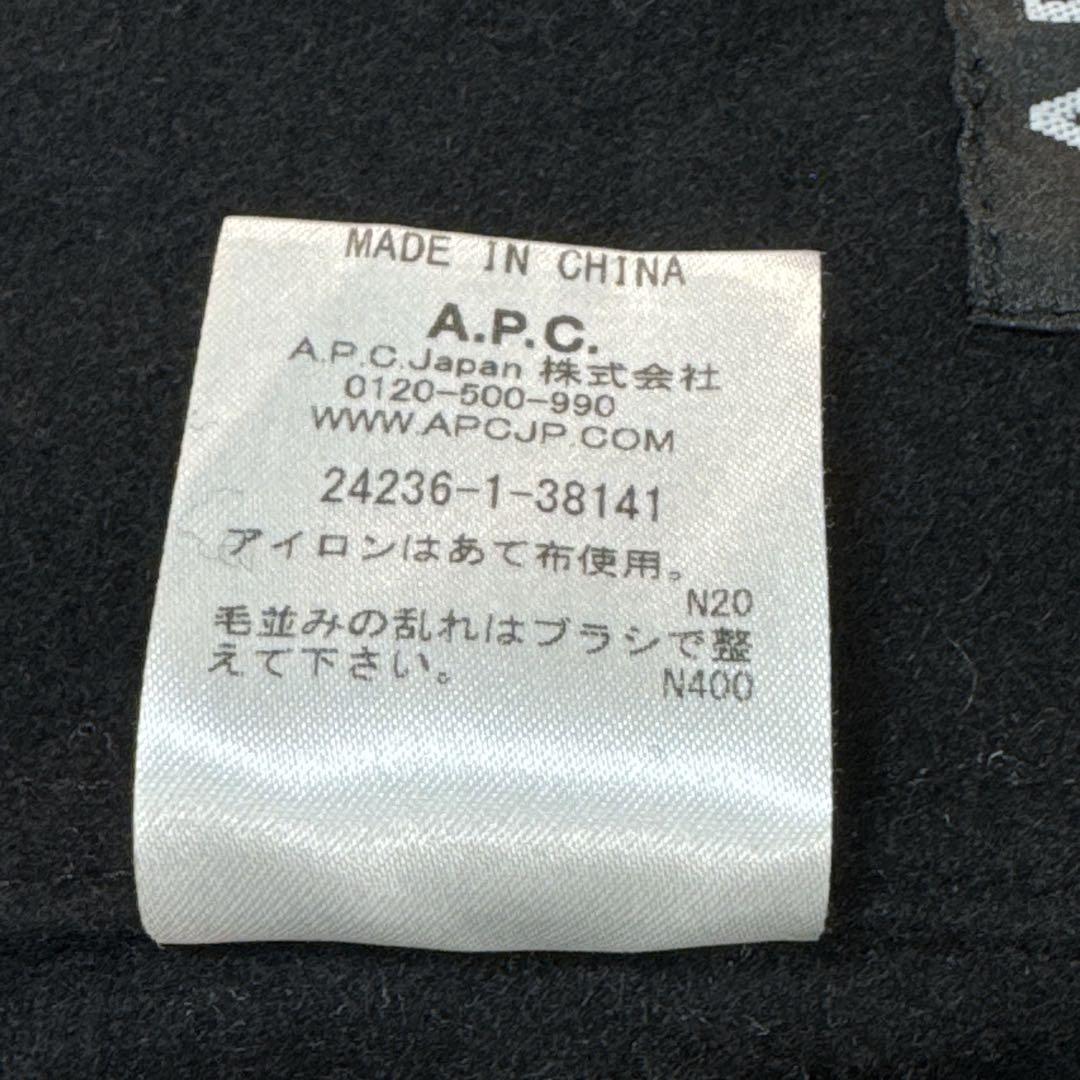 MADE IN CHINA
A.P.C.
A.P.C.Japan 株式会社
0120-500-990
WWW.APCJP.COM
24236-1-38141
アイロンはあて布使用。
N20
毛並みの乱れはブラシで整
えて下さい。
N400